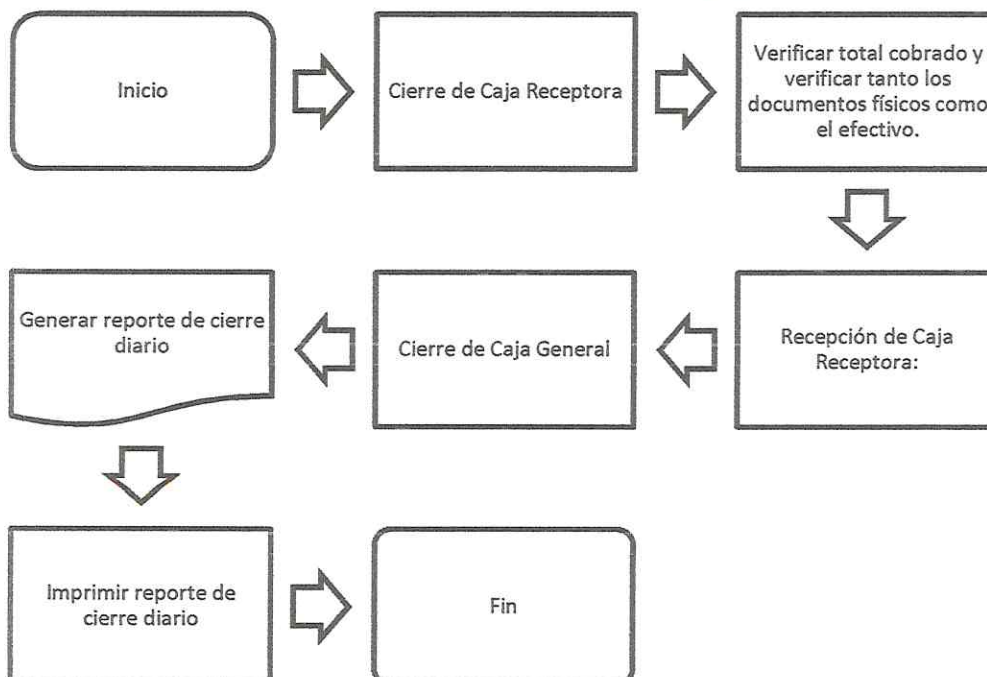 Inicio
Cierre de Caja Receptora
Verificar total cobrado y
verificar tanto los
documentos físicos como
el efectivo.
Recepción de Caja
Receptora:
Cierre de Caja General
Generar reporte de cierre
diario
Imprimir reporte de
cierre diario
Fin